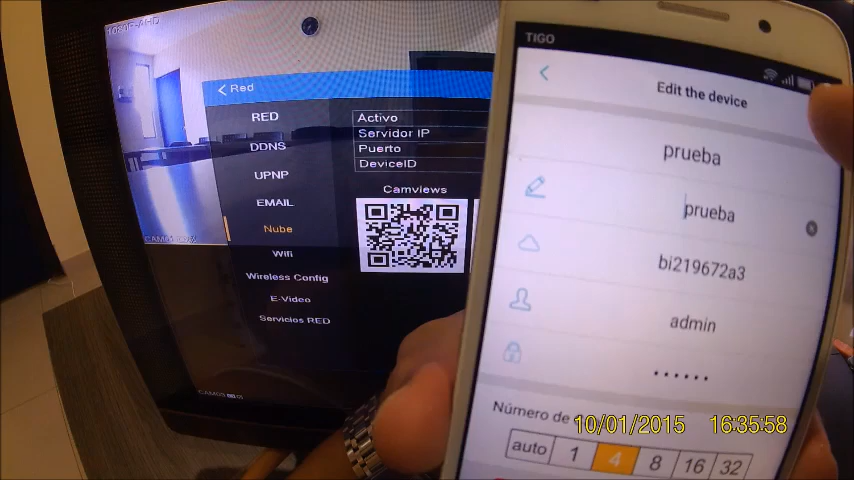 1080P-AHD
Red
RED
DDNS
UPNP
EMAIL
Nube
Wifi
Wireless Config
E-Video
Servicios RED
Activo
Servidor IP
Puerto
DeviceID
Camviews
TIGO
Edit the device
prueba
prueba
bi219672a3
admin
••••••
Número de
auto 1 4 8 16 32
10/01/2015 16:35:58